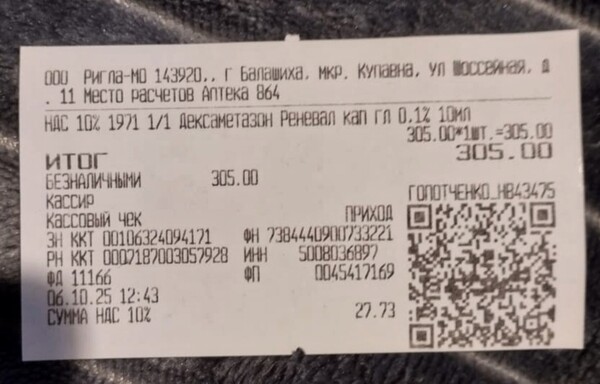 ООО Ригла-МО 143920,, г Балашиха, мкр. Купавна, ул Шоссейная, д
. 11 Место расчетов Аптека 864
НДС 10% 1971 1/1 Дексаметазон Реневал кап гл 0.1% 10мл
305.00*1шт.=305.00
ИТОГ 305.00
БЕЗНАЛИЧНЫМИ 305.00
Кассир ГОЛОТЧЕНКО_НВ43475
Кассовый чек ПРИХОД
ЗН ККТ 00106324094171 ФН 7384440900733221
РН ККТ 0007187003057928 ИНН 5008036897
ФД 11166 ФП 0045417169
06.10.25 12:43
СУММА НДС 10% 27.73